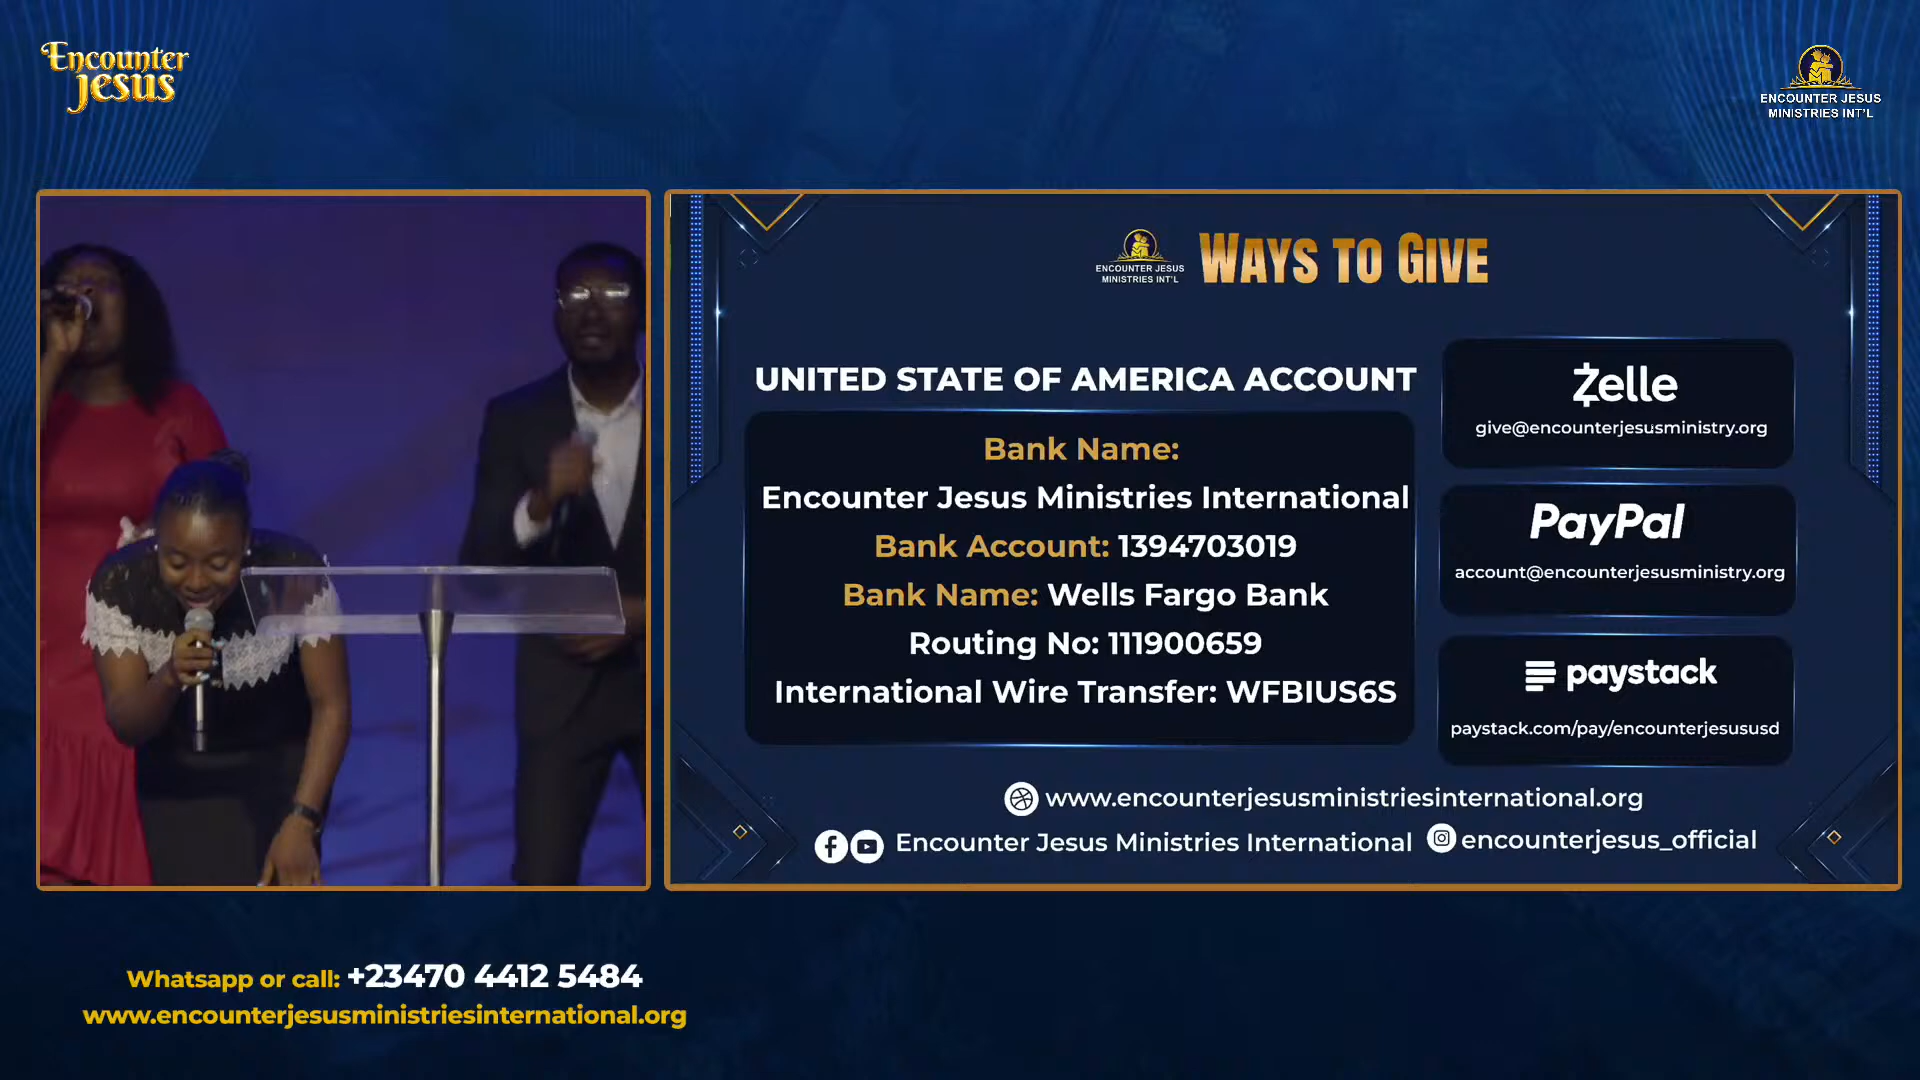 Encounter
Jesus
ENCOUNTER JESUS
MINISTRIES INT'L
ENCOUNTER JESUS
MINISTRIES INT'L
WAYS TO GIVE
UNITED STATE OF AMERICA ACCOUNT
Bank Name:
Encounter Jesus Ministries International
Bank Account: 1394703019
Bank Name: Wells Fargo Bank
Routing No: 111900659
International Wire Transfer: WFBIUS6S
Zelle
give@encounterjesusministry.org
PayPal
account@encounterjesusministry.org
paystack
paystack.com/pay/encounterjesususd
www.encounterjesusministriesinternational.org
Encounter Jesus Ministries International
encounterjesus_official
Whatsapp or call: +23470 4412 5484
www.encounterjesusministriesinternational.org